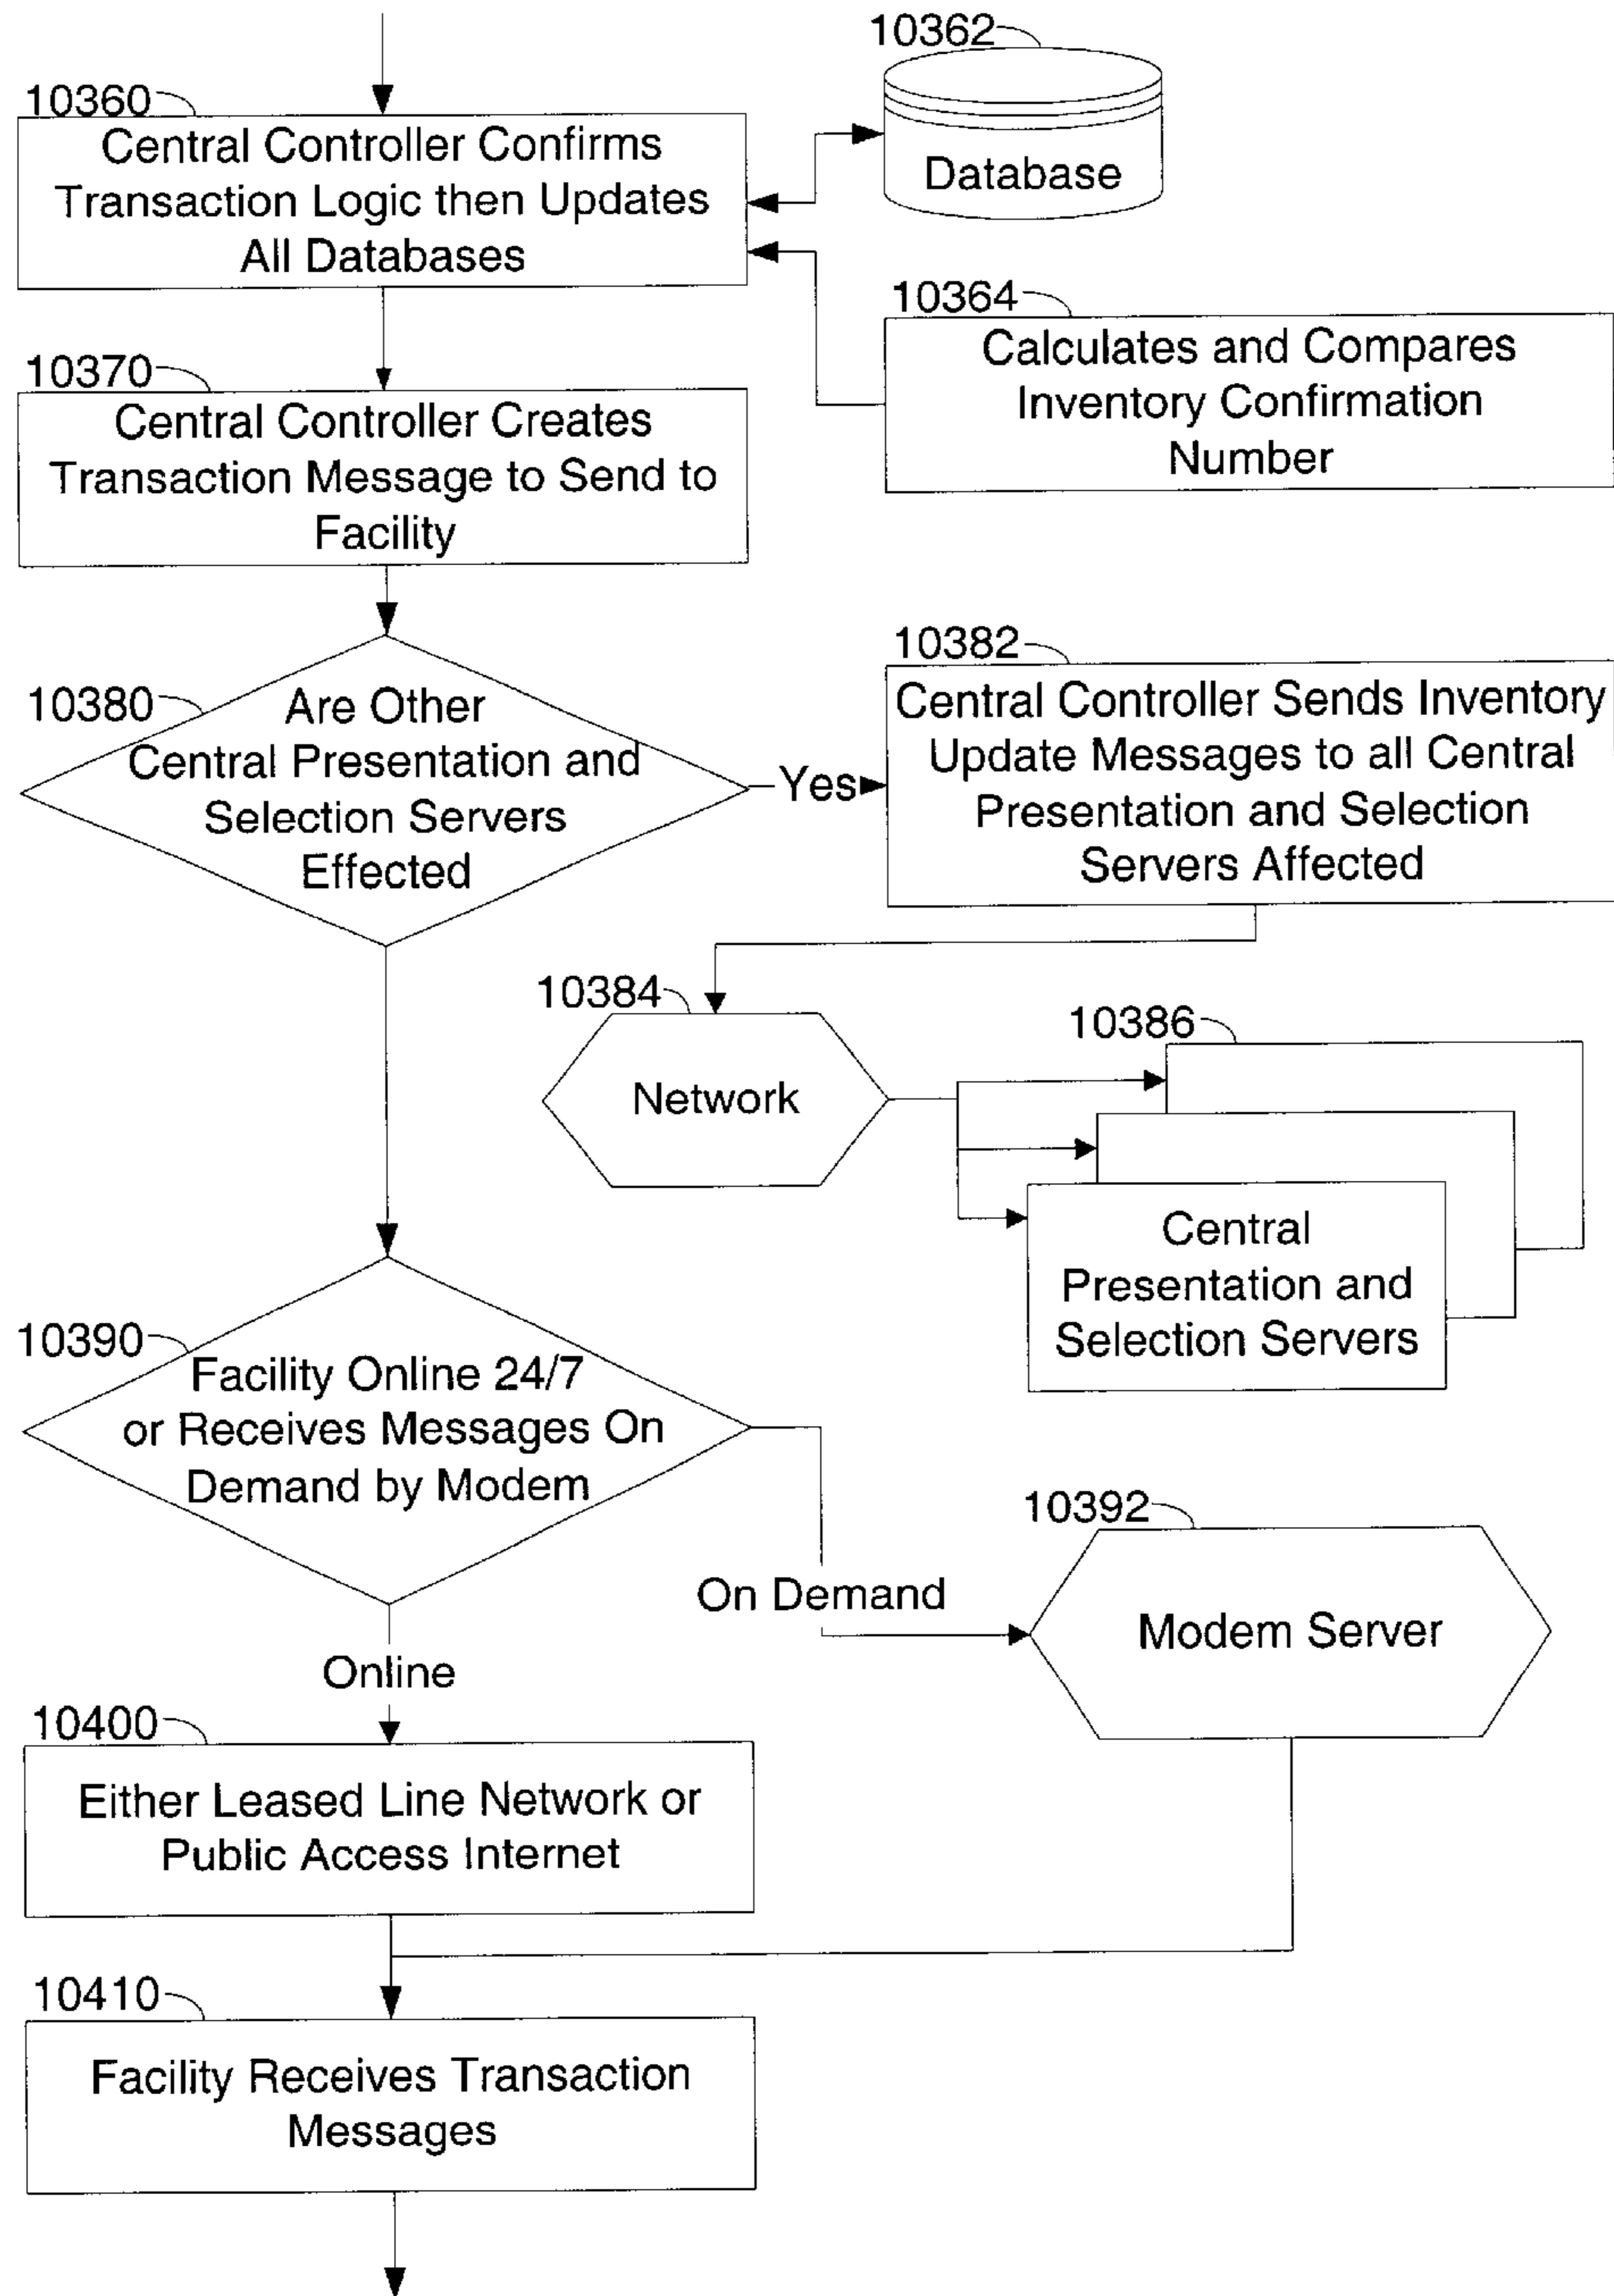 10362
10360
Central Controller Confirms
Transaction Logic then Updates
All Databases
Database
10364
Calculates and Compares
Inventory Confirmation
Number
10370
Central Controller Creates
Transaction Message to Send to
Facility
10380
Are Other
Central Presentation and
Selection Servers
Effected
Yes
10382
Central Controller Sends Inventory
Update Messages to all Central
Presentation and Selection
Servers Affected
10384
Network
10386
Central
Presentation and
Selection Servers
10390
Facility Online 24/7
or Receives Messages On
Demand by Modem
On Demand
10392
Modem Server
Online
10400
Either Leased Line Network or
Public Access Internet
10410
Facility Receives Transaction
Messages